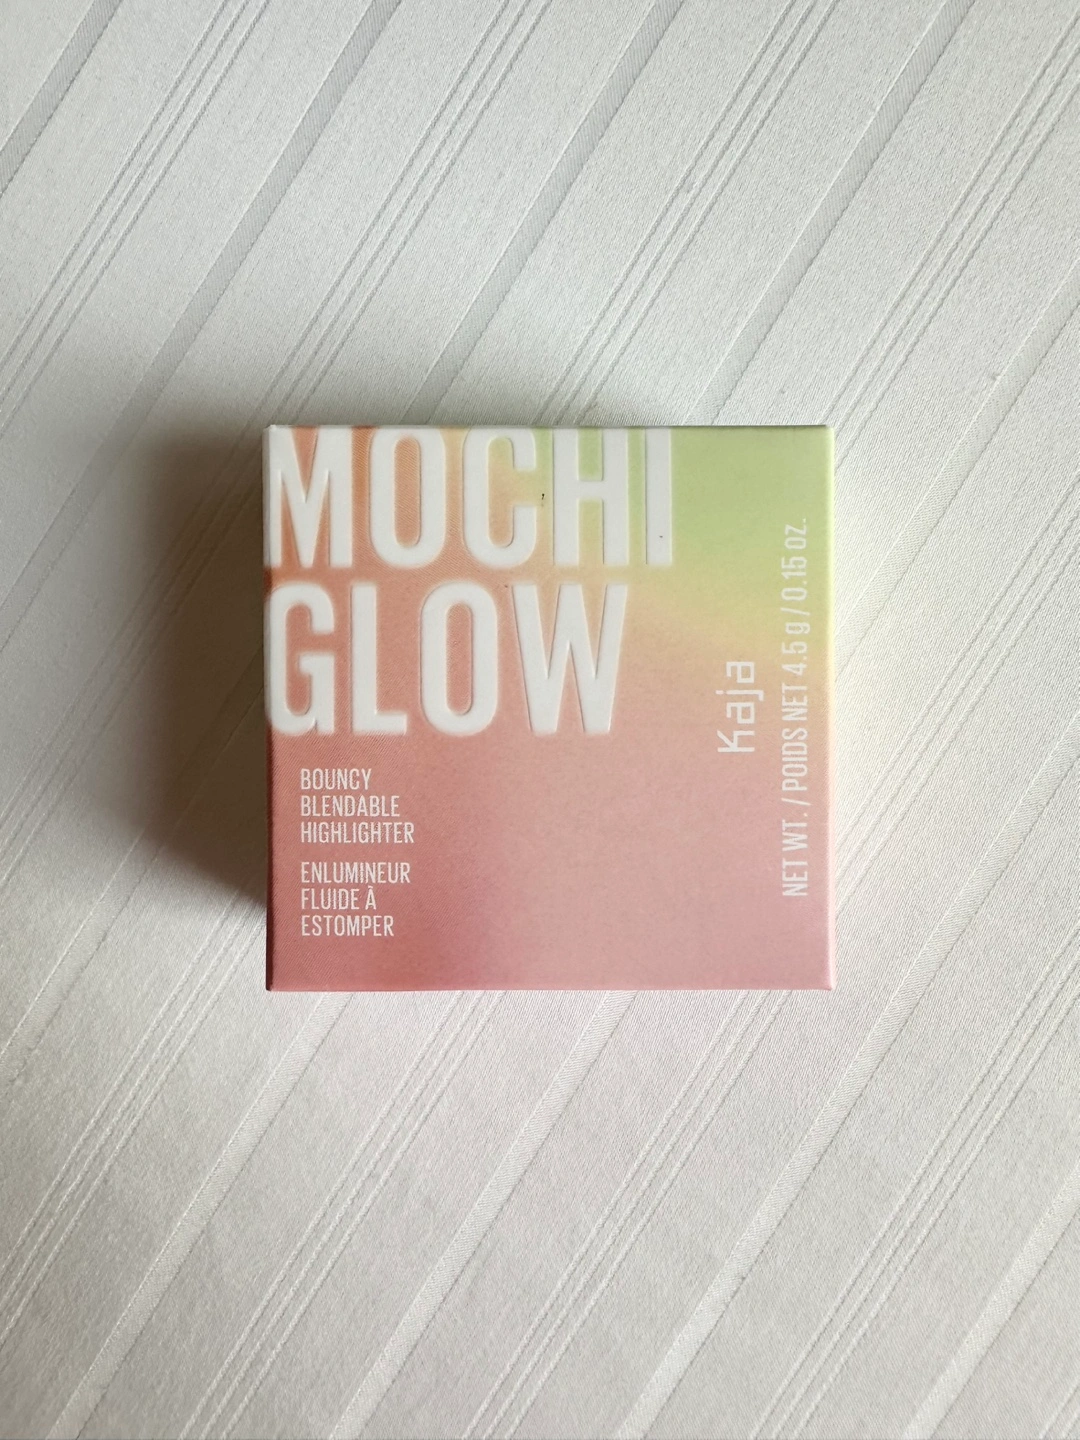 MOCHI
GLOW
BOUNCY
BLENDABLE
HIGHLIGHTER
ENLUMINEUR
FLUIDE À
ESTOMPER
Kaja
NET WT. / POIDS NET 4.5 g / 0.15 oz.